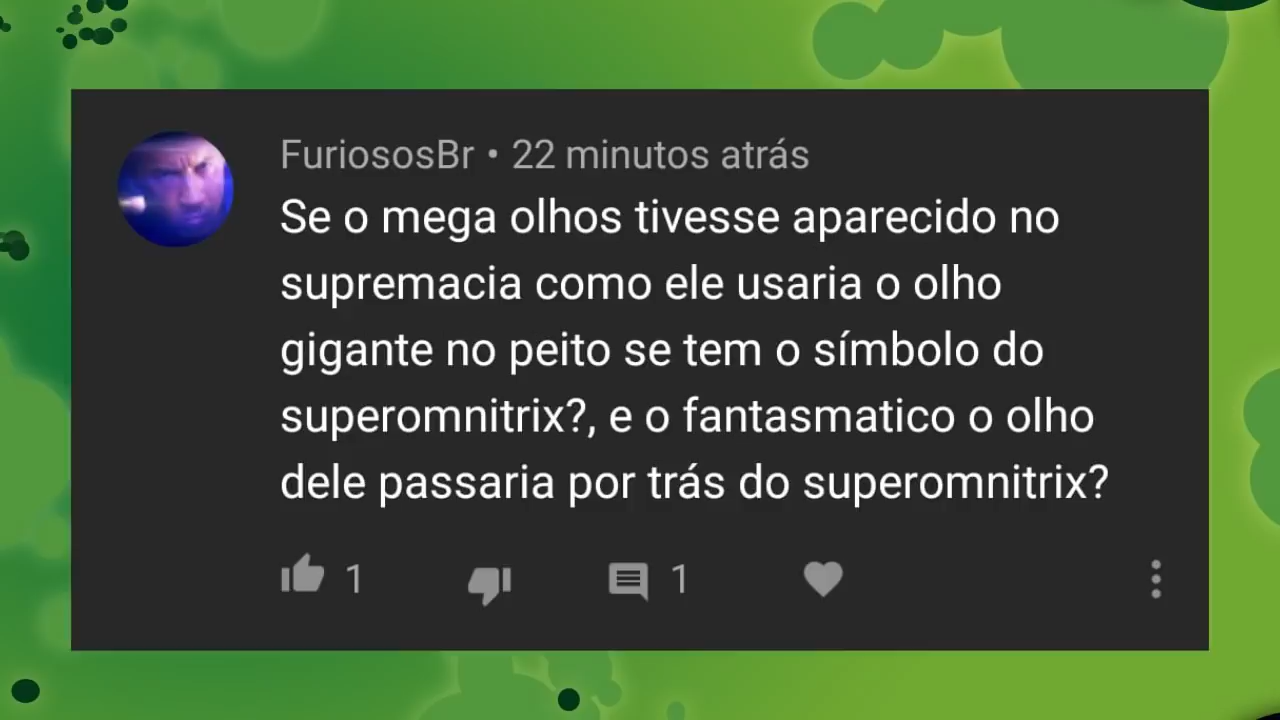 FuriososBr • 22 minutos atrás
Se o mega olhos tivesse aparecido no
supremacia como ele usaria o olho
gigante no peito se tem o símbolo do
superomnitrix?, e o fantasmatico o olho
dele passaria por trás do superomnitrix?
1 1